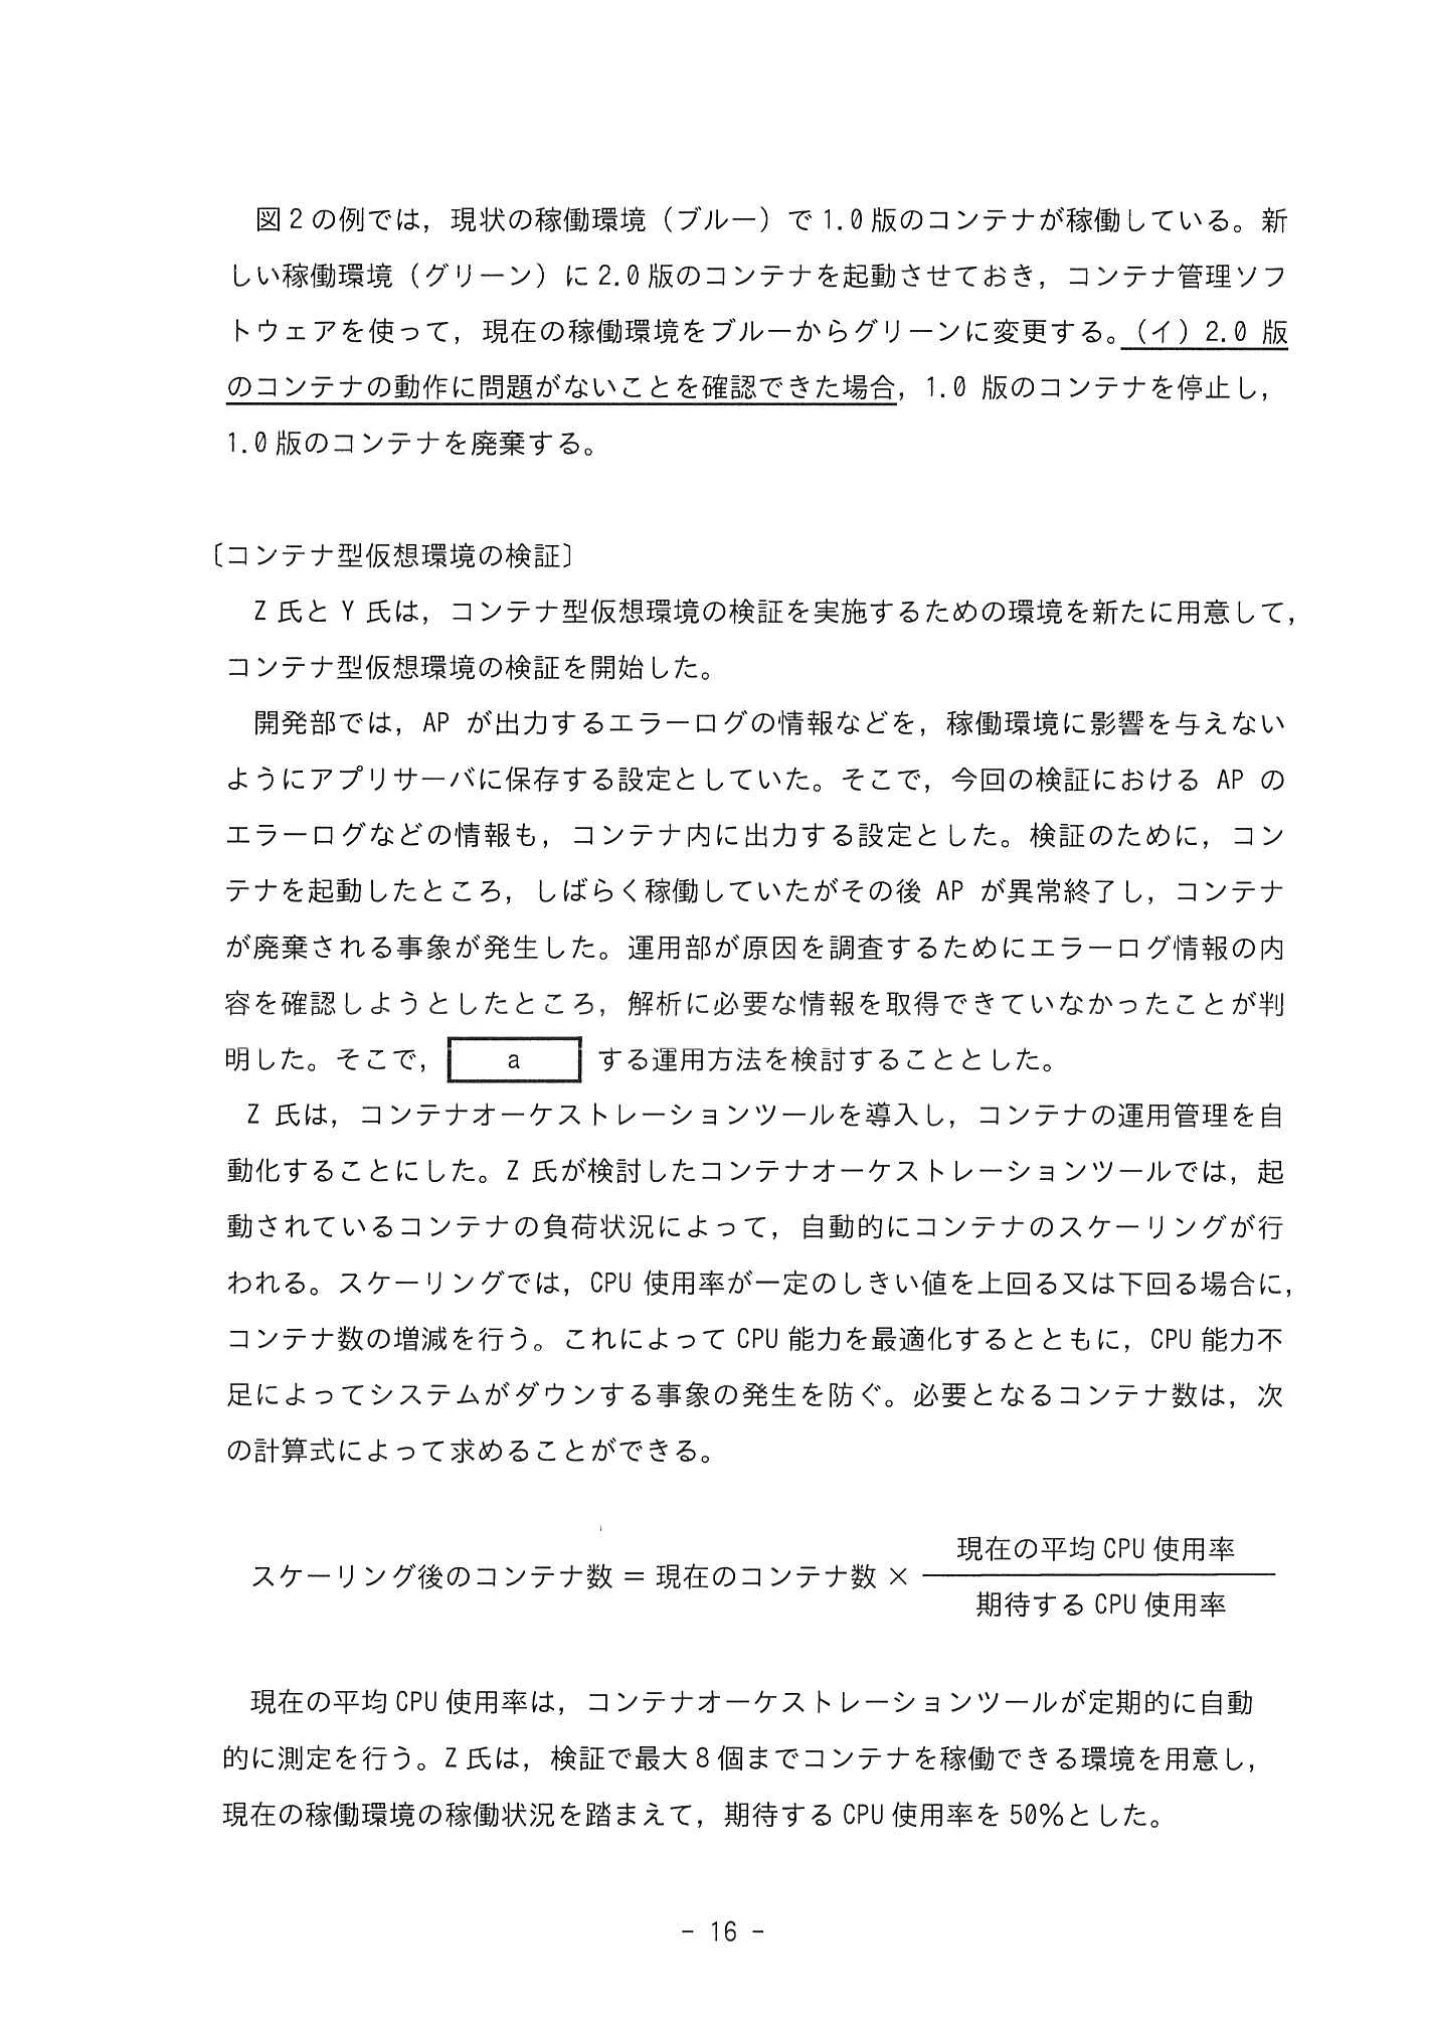 図2の例では，現状の稼働環境（ブルー）で1.0版のコンテナが稼働している。新
しい稼働環境（グリーン）に2.0版のコンテナを起動させておき，コンテナ管理ソフ
トウェアを使って，現在の稼働環境をブルーからグリーンに変更する。（イ）2.0 版
のコンテナの動作に問題がないことを確認できた場合，1.0 版のコンテナを停止し，
1.0版のコンテナを廃棄する。
〔コンテナ型仮想環境の検証〕
Z 氏と Y 氏は，コンテナ型仮想環境の検証を実施するための環境を新たに用意して，
コンテナ型仮想環境の検証を開始した。
開発部では，AP が出力するエラーログの情報などを，稼働環境に影響を与えない
ようにアプリサーバに保存する設定としていた。そこで，今回の検証における AP の
エラーログなどの情報も，コンテナ内に出力する設定とした。検証のために，コン
テナを起動したところ，しばらく稼働していたがその後 AP が異常終了し，コンテナ
が廃棄される事象が発生した。運用部が原因を調査するためにエラーログ情報の内
容を確認しようとしたところ，解析に必要な情報を取得できていなかったことが判
明した。そこで， a する運用方法を検討することとした。
Z 氏は，コンテナオーケストレーションツールを導入し，コンテナの運用管理を自
動化することにした。Z 氏が検討したコンテナオーケストレーションツールでは，起
動されているコンテナの負荷状況によって，自動的にコンテナのスケーリングが行
われる。スケーリングでは，CPU 使用率が一定のしきい値を上回る又は下回る場合に，
コンテナ数の増減を行う。これによって CPU 能力を最適化するとともに，CPU 能力不
足によってシステムがダウンする事象の発生を防ぐ。必要となるコンテナ数は，次
の計算式によって求めることができる。
現在の平均 CPU 使用率
スケーリング後のコンテナ数 = 現在のコンテナ数 ×
期待する CPU 使用率
現在の平均 CPU 使用率は，コンテナオーケストレーションツールが定期的に自動
的に測定を行う。Z 氏は，検証で最大8個までコンテナを稼働できる環境を用意し，
現在の稼働環境の稼働状況を踏まえて，期待する CPU 使用率を 50％とした。
- 16 -